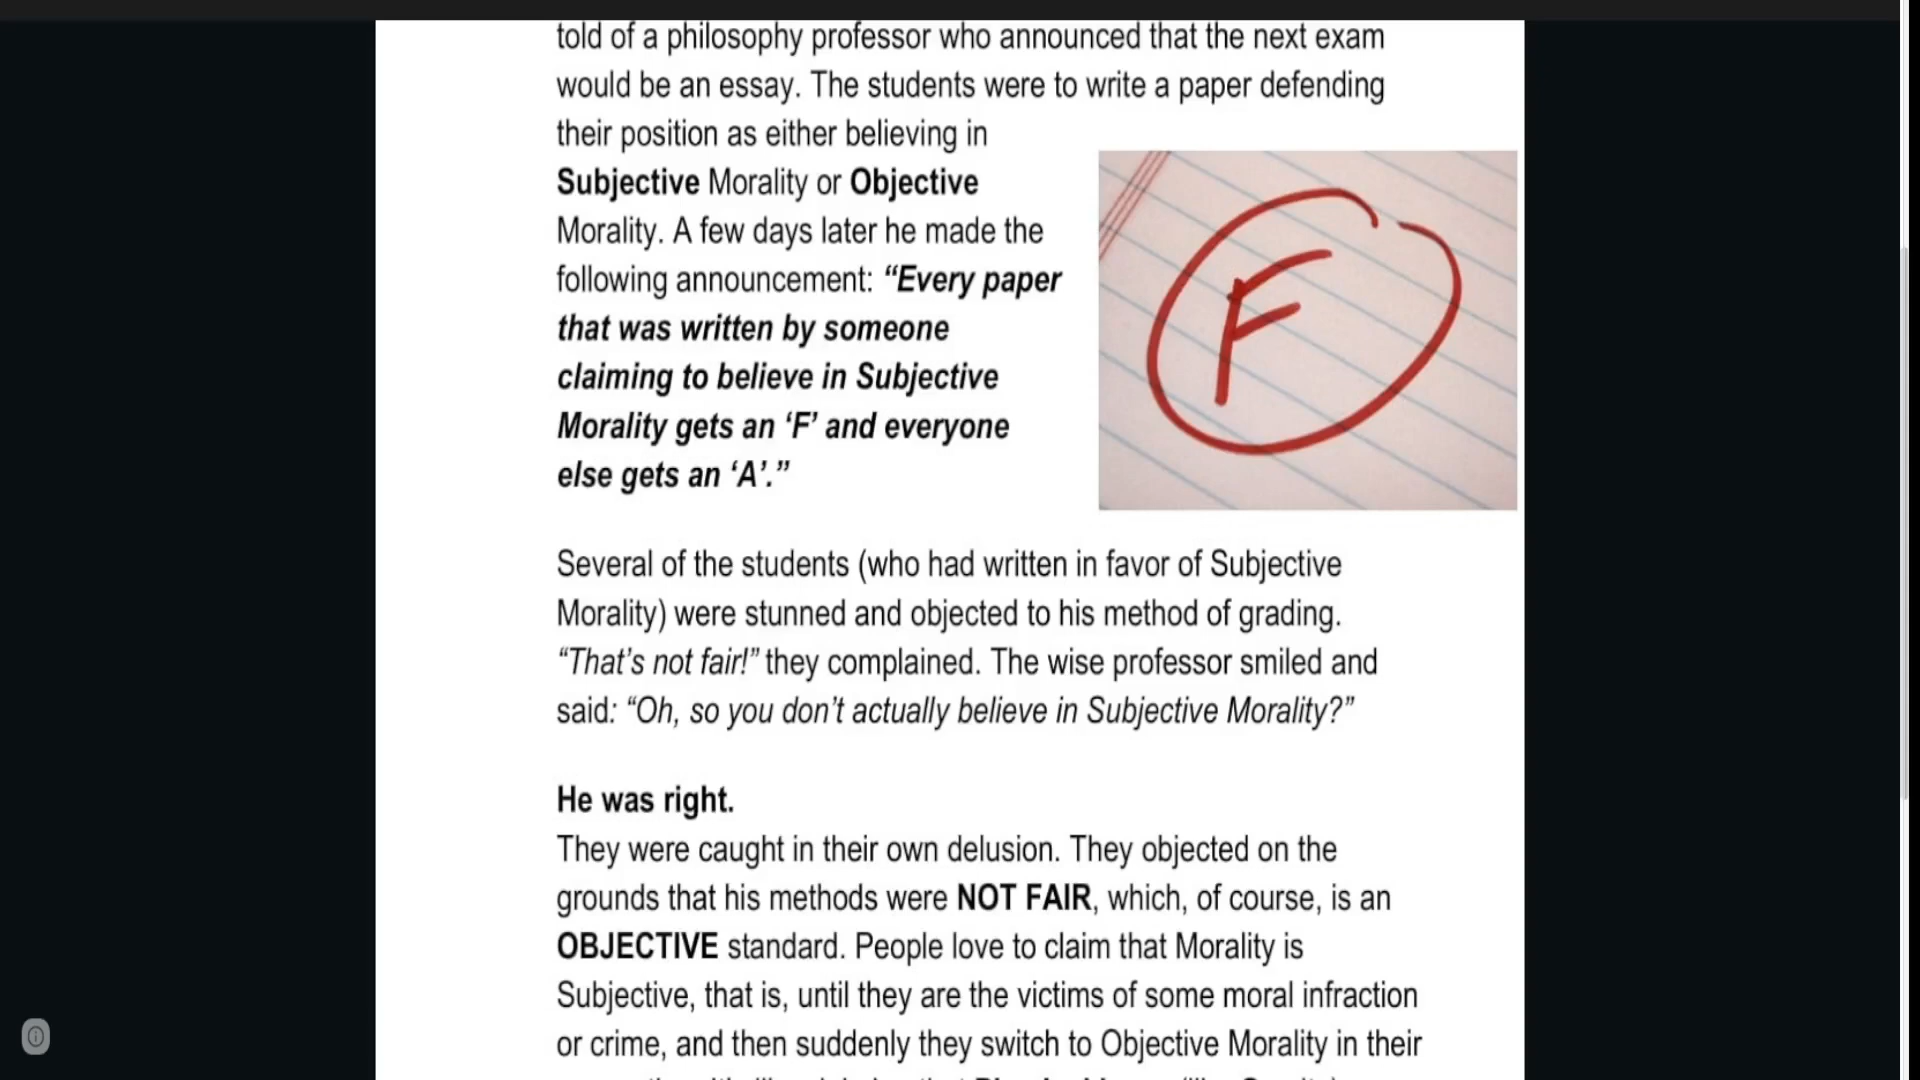 told of a philosophy professor who announced that the next exam
would be an essay. The students were to write a paper defending
their position as either believing in
Subjective Morality or Objective
Morality. A few days later he made the
following announcement: “Every paper
that was written by someone
claiming to believe in Subjective
Morality gets an ‘F’ and everyone
else gets an ‘A’.”
F
Several of the students (who had written in favor of Subjective
Morality) were stunned and objected to his method of grading.
“That’s not fair!” they complained. The wise professor smiled and
said: “Oh, so you don’t actually believe in Subjective Morality?”
He was right.
They were caught in their own delusion. They objected on the
grounds that his methods were NOT FAIR, which, of course, is an
OBJECTIVE standard. People love to claim that Morality is
Subjective, that is, until they are the victims of some moral infraction
or crime, and then suddenly they switch to Objective Morality in their